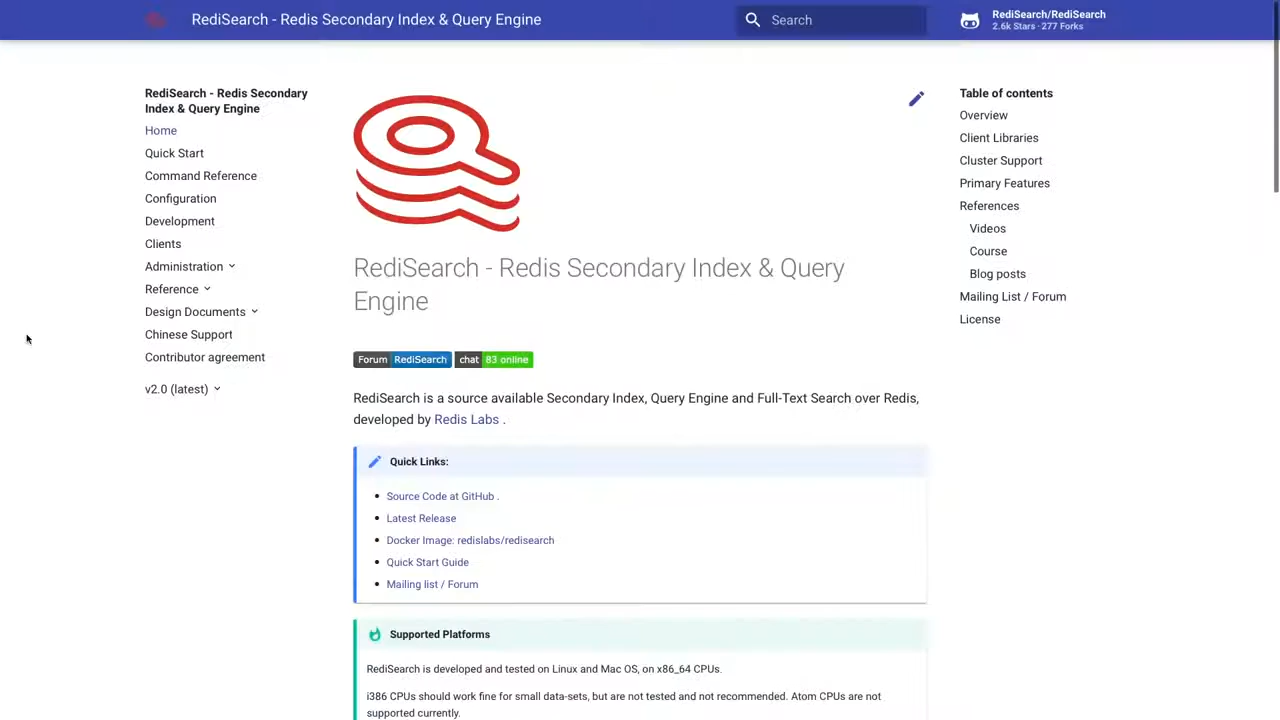 RediSearch - Redis Secondary Index & Query Engine
Search
RediSearch/RediSearch
2.6k Stars · 277 Forks
RediSearch - Redis Secondary
Index & Query Engine
Home
Quick Start
Command Reference
Configuration
Development
Clients
Administration
Reference
Design Documents
Chinese Support
Contributor agreement
v2.0 (latest)
RediSearch - Redis Secondary Index & Query
Engine
Forum RediSearch chat 83 online
RediSearch is a source available Secondary Index, Query Engine and Full-Text Search over Redis,
developed by Redis Labs .
Quick Links:
• Source Code at GitHub .
• Latest Release
• Docker Image: redislabs/redisearch
• Quick Start Guide
• Mailing list / Forum
Supported Platforms
RediSearch is developed and tested on Linux and Mac OS, on x86_64 CPUs.
i386 CPUs should work fine for small data-sets, but are not tested and not recommended. Atom CPUs are not
supported currently.
Table of contents
Overview
Client Libraries
Cluster Support
Primary Features
References
Videos
Course
Blog posts
Mailing List / Forum
License